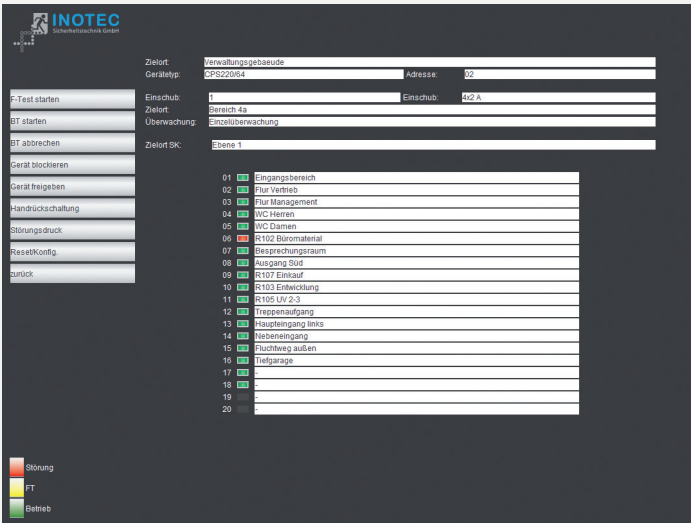 INOTEC
Sicherheitstechnik GmbH
Zielort: Verwaltungsgebaeude
Gerätetyp: CPS220/64 Adresse: 02
Einschub: 1 Einschub: 4x2 A
Zielort: Bereich 4a
Überwachung: Einzelüberwachung
Zielort SK: Ebene 1
F-Test starten
BT starten
BT abbrechen
Gerät blockieren
Gerät freigeben
Handrückschaltung
Störungsdruck
Reset/Konfig.
zurück
01 Eingangsbereich
02 Flur Vertrieb
03 Flur Management
04 WC Herren
05 WC Damen
06 R102 Büromaterial
07 Besprechungsraum
08 Ausgang Süd
09 R107 Einkauf
10 R103 Entwicklung
11 R105 UV 2-3
12 Treppenaufgang
13 Haupteingang links
14 Nebeneingang
15 Fluchtweg außen
16 Tiefgarage
17 -
18 -
19 -
20 -
Störung
FT
Betrieb